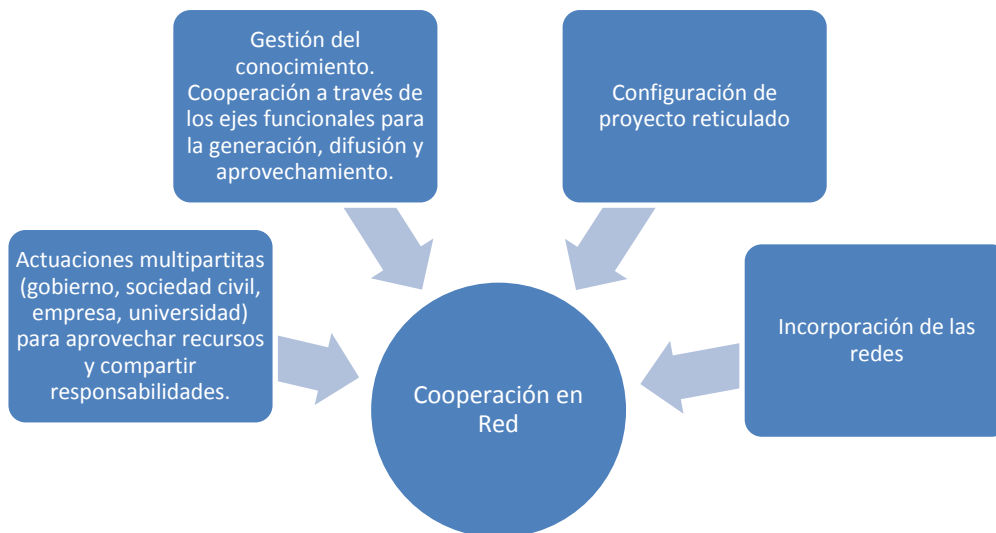 Gestión del
conocimiento.
Cooperación a través de
los ejes funcionales para
la generación, difusión y
aprovechamiento.
Configuración de
proyecto reticulado
Actuaciones multipartitas
(gobierno, sociedad civil,
empresa, universidad)
para aprovechar recursos
y compartir
responsabilidades.
Incorporación de las
redes
Cooperación en
Red